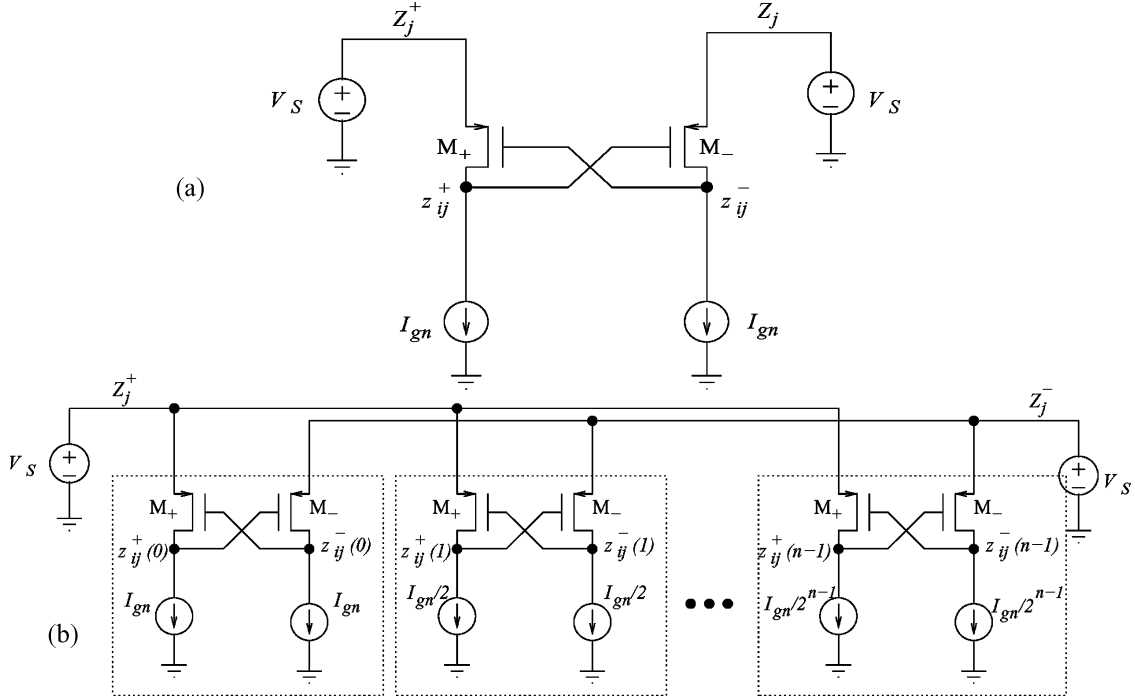 Z_j^+ Z_j
V_S + − + − V_S
M_+ M_−
(a) z_ij^+ z_ij^−
I_gn I_gn
Z_j^+ Z_j^−
V_S + − + − V_S
M_+ M_− M_+ M_− M_+ M_−
z_ij^+(0) z_ij^−(0) z_ij^+(1) z_ij^−(1) z_ij^+(n−1) z_ij^−(n−1)
I_gn I_gn I_gn/2 I_gn/2 I_gn/2^{n−1} I_gn/2^{n−1}
(b)